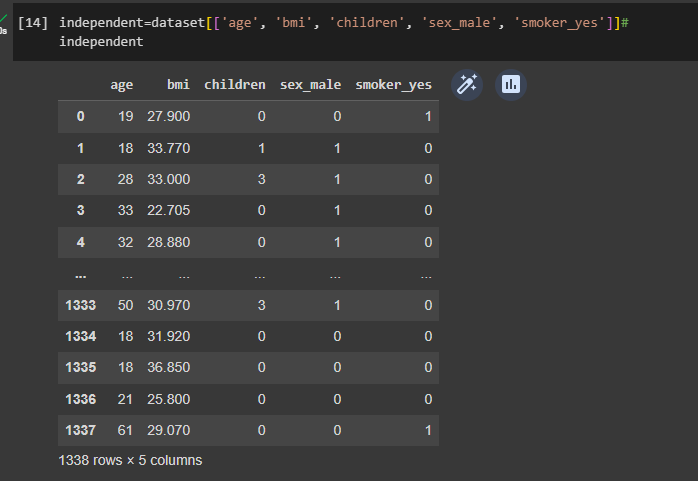 [14] independent=dataset[['age', 'bmi', 'children', 'sex_male', 'smoker_yes']]#
independent
age bmi children sex_male smoker_yes
0 19 27.900 0 0 1
1 18 33.770 1 1 0
2 28 33.000 3 1 0
3 33 22.705 0 1 0
4 32 28.880 0 1 0
... ... ... ... ... ...
1333 50 30.970 3 1 0
1334 18 31.920 0 0 0
1335 18 36.850 0 0 0
1336 21 25.800 0 0 0
1337 61 29.070 0 0 1
1338 rows × 5 columns